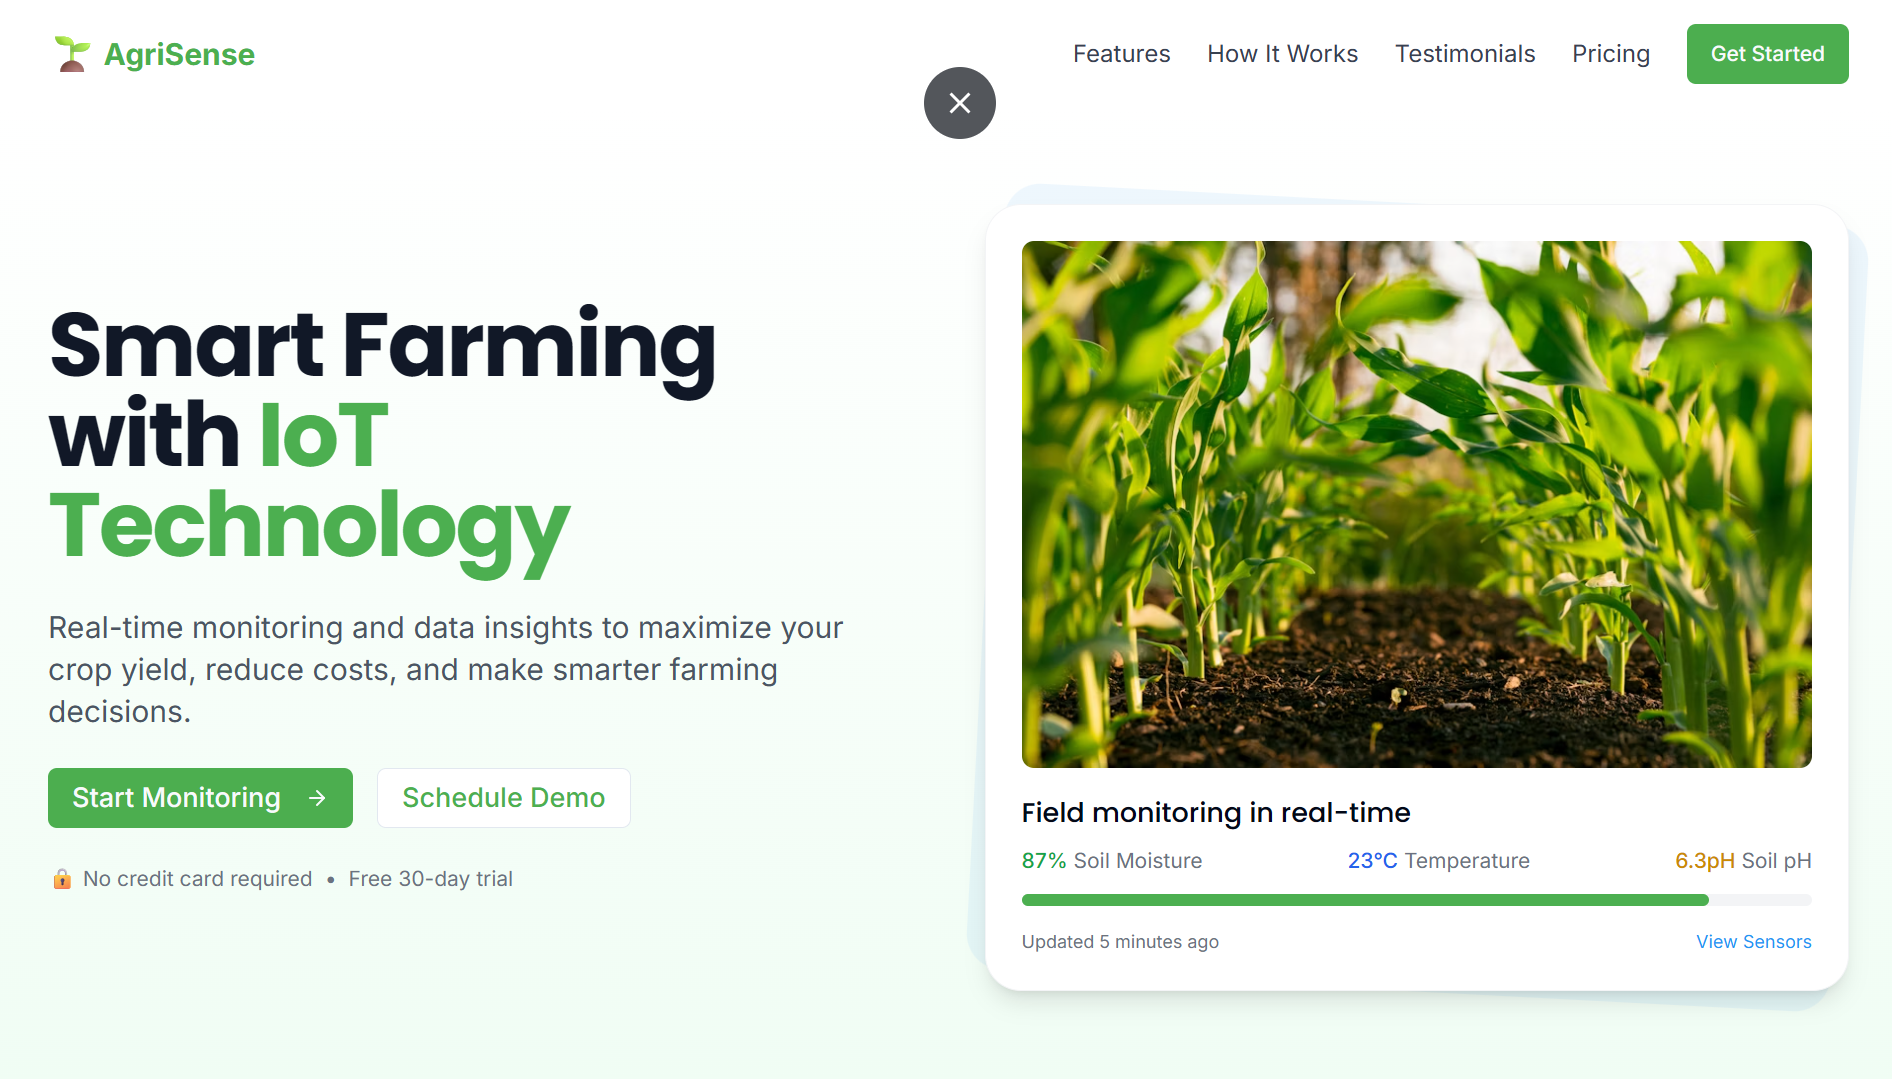 AgriSense
Features
How It Works
Testimonials
Pricing
Get Started
Smart Farming
with IoT
Technology
Real-time monitoring and data insights to maximize your
crop yield, reduce costs, and make smarter farming
decisions.
Start Monitoring →
Schedule Demo
No credit card required • Free 30-day trial
Field monitoring in real-time
87% Soil Moisture
23°C Temperature
6.3pH Soil pH
Updated 5 minutes ago
View Sensors